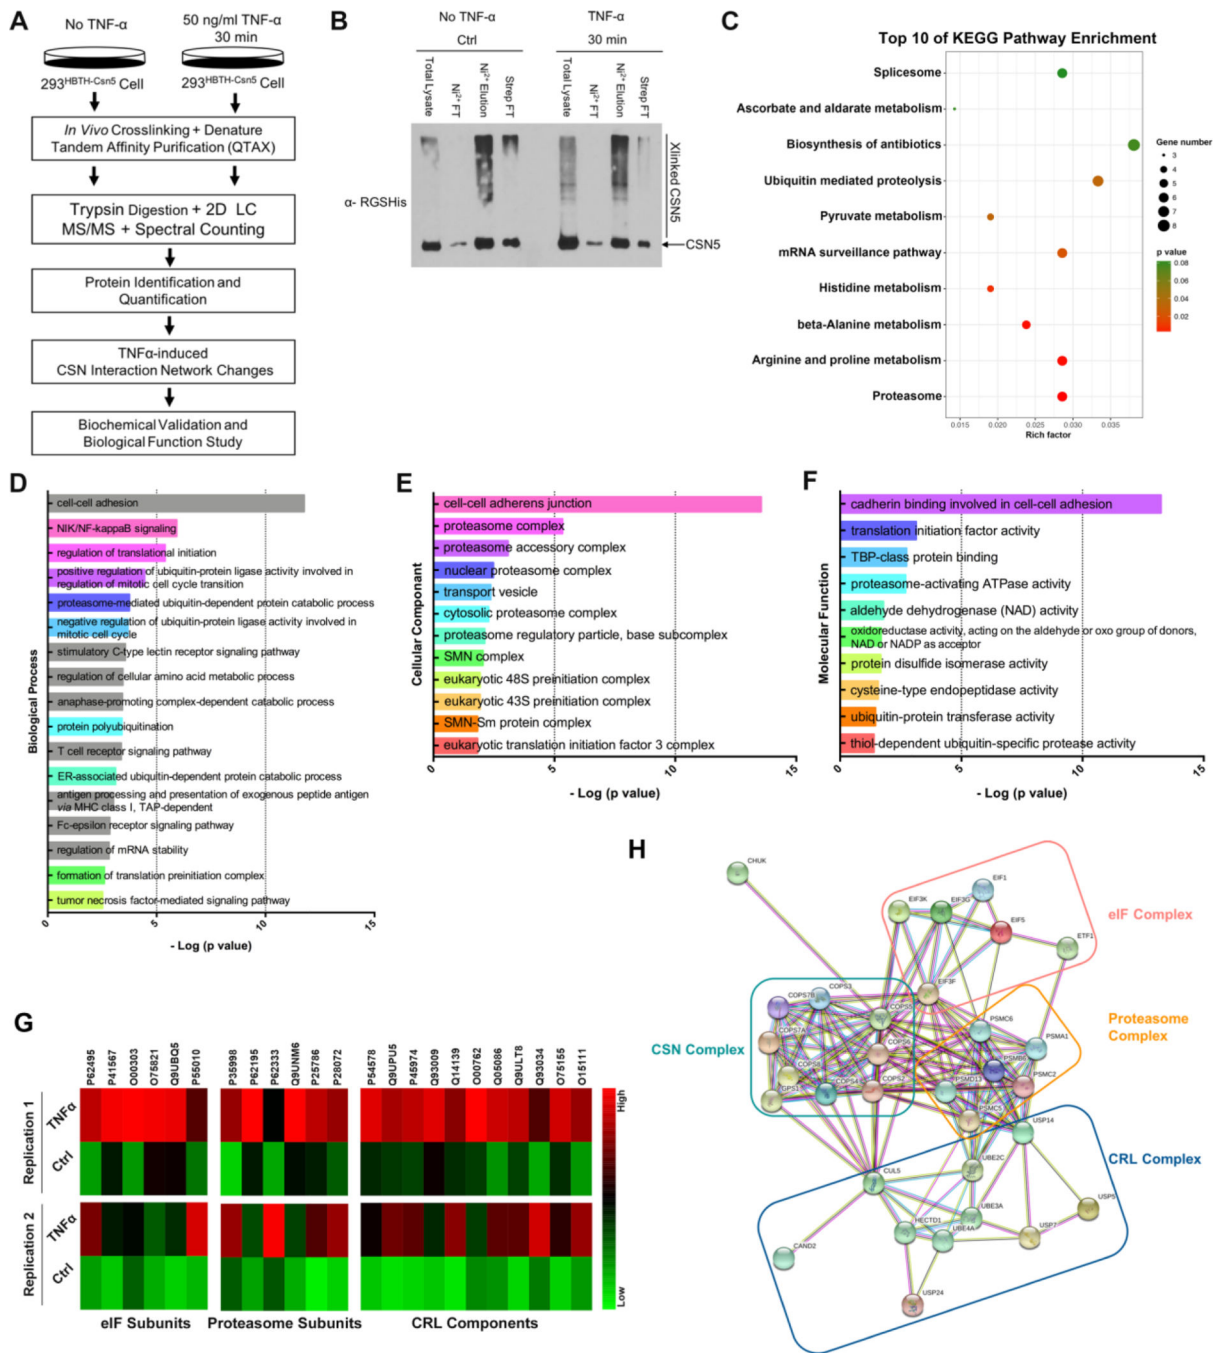 A
No TNF-α
50 ng/ml TNF-α
30 min
293HBTH-Csn5 Cell
293HBTH-Csn5 Cell
In Vivo Crosslinking + Denature
Tandem Affinity Purification (QTAX)
Trypsin Digestion + 2D LC
MS/MS + Spectral Counting
Protein Identification and
Quantification
TNFα-induced
CSN Interaction Network Changes
Biochemical Validation and
Biological Function Study
B
No TNF-α
TNF-α
Ctrl
30 min
Total Lysate
Ni2+ FT
Ni2+ Elution
Strep FT
Total Lysate
Ni2+ FT
Ni2+ Elution
Strep FT
α- RGSHis
Xlinked CSN5
CSN5
C
Top 10 of KEGG Pathway Enrichment
Splicesome
Ascorbate and aldarate metabolism
Biosynthesis of antibiotics
Ubiquitin mediated proteolysis
Pyruvate metabolism
mRNA surveillance pathway
Histidine metabolism
beta-Alanine metabolism
Arginine and proline metabolism
Proteasome
0.015 0.020 0.025 0.030 0.035
Rich factor
Gene number
3
4
5
6
7
8
p value
0.08
0.06
0.04
0.02
D
Biological Process
cell-cell adhesion
NIK/NF-kappaB signaling
regulation of translational initiation
positive regulation of ubiquitin-protein ligase activity involved in
regulation of mitotic cell cycle transition
proteasome-mediated ubiquitin-dependent protein catabolic process
negative regulation of ubiquitin-protein ligase activity involved in
mitotic cell cycle
stimulatory C-type lectin receptor signaling pathway
regulation of cellular amino acid metabolic process
anaphase-promoting complex-dependent catabolic process
protein polyubiquitination
T cell receptor signaling pathway
ER-associated ubiquitin-dependent protein catabolic process
antigen processing and presentation of exogenous peptide antigen
via MHC class I, TAP-dependent
Fc-epsilon receptor signaling pathway
regulation of mRNA stability
formation of translation preinitiation complex
tumor necrosis factor-mediated signaling pathway
0 5 10 15
- Log (p value)
E
Cellular Component
cell-cell adherens junction
proteasome complex
proteasome accessory complex
nuclear proteasome complex
transport vesicle
cytosolic proteasome complex
proteasome regulatory particle, base subcomplex
SMN complex
eukaryotic 48S preinitiation complex
eukaryotic 43S preinitiation complex
SMN-Sm protein complex
eukaryotic translation initiation factor 3 complex
0 5 10 15
- Log (p value)
F
Molecular Function
cadherin binding involved in cell-cell adhesion
translation initiation factor activity
TBP-class protein binding
proteasome-activating ATPase activity
aldehyde dehydrogenase (NAD) activity
oxidoreductase activity, acting on the aldehyde or oxo group of donors,
NAD or NADP as acceptor
protein disulfide isomerase activity
cysteine-type endopeptidase activity
ubiquitin-protein transferase activity
thiol-dependent ubiquitin-specific protease activity
0 5 10 15
- Log (p value)
G
P62495 P41567 O00303 O75821 Q9UBQ5 P55010
P35998 P62195 P62333 Q9UNM6 P25786 P28072
P54578 Q9UPU5 P45974 Q93009 Q14139 O00762 Q05086 Q9ULT8 Q93034 O75155 O15111
Replication 1
TNFα
Ctrl
Replication 2
TNFα
Ctrl
High
Low
eIF Subunits
Proteasome Subunits
CRL Components
H
CHUK
EIF1
EIF3K
EIF3G
EIF5
ETF1
EIF3F
eIF Complex
COPS7B
COPS3
COPS5
COPS7A
COPS6
COPS8
GPS1
COPS4
COPS2
CSN Complex
PSMC6
PSMA1
PSMB6
PSMD13
PSMC2
PSMC5
Proteasome
Complex
USP14
CUL5
UBE2C
UBE3A
HECTD1
UBE4A
USP7
USP5
CAND2
USP24
CRL Complex